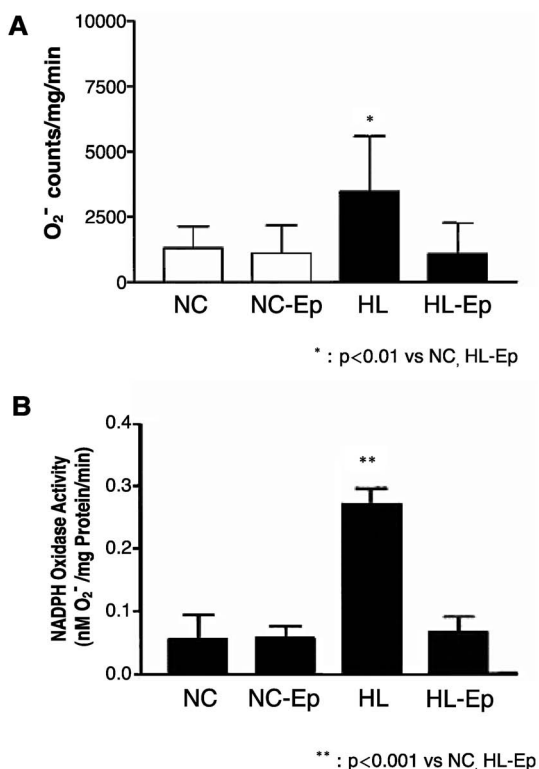 A
O₂⁻ counts/mg/min
10000
7500
5000
2500
0
*
NC NC-Ep HL HL-Ep
* : p<0.01 vs NC, HL-Ep
B
NADPH Oxidase Activity
(nM O₂⁻/mg Protein/min)
0.4
0.3
0.2
0.1
0.0
**
NC NC-Ep HL HL-Ep
** : p<0.001 vs NC, HL-Ep